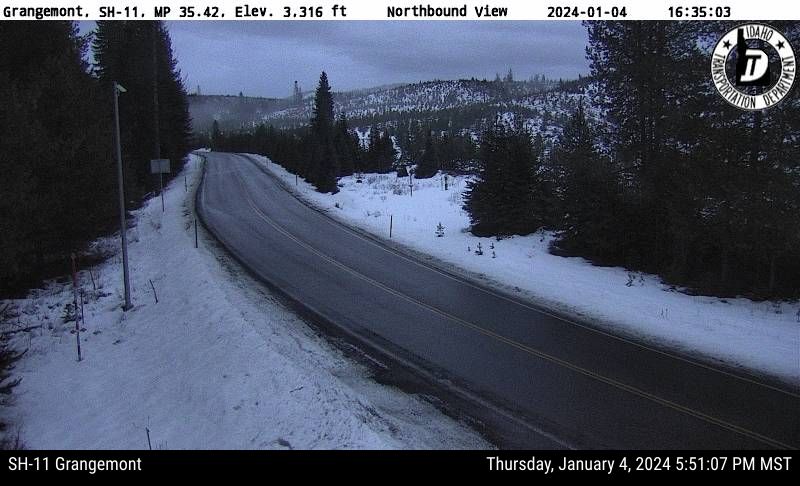 Grangemont, SH-11, MP 35.42, Elev. 3,316 ft Northbound View 2024-01-04 16:35:03
IDAHO
TRANSPORTATION DEPARTMENT
SH-11 Grangemont Thursday, January 4, 2024 5:51:07 PM MST